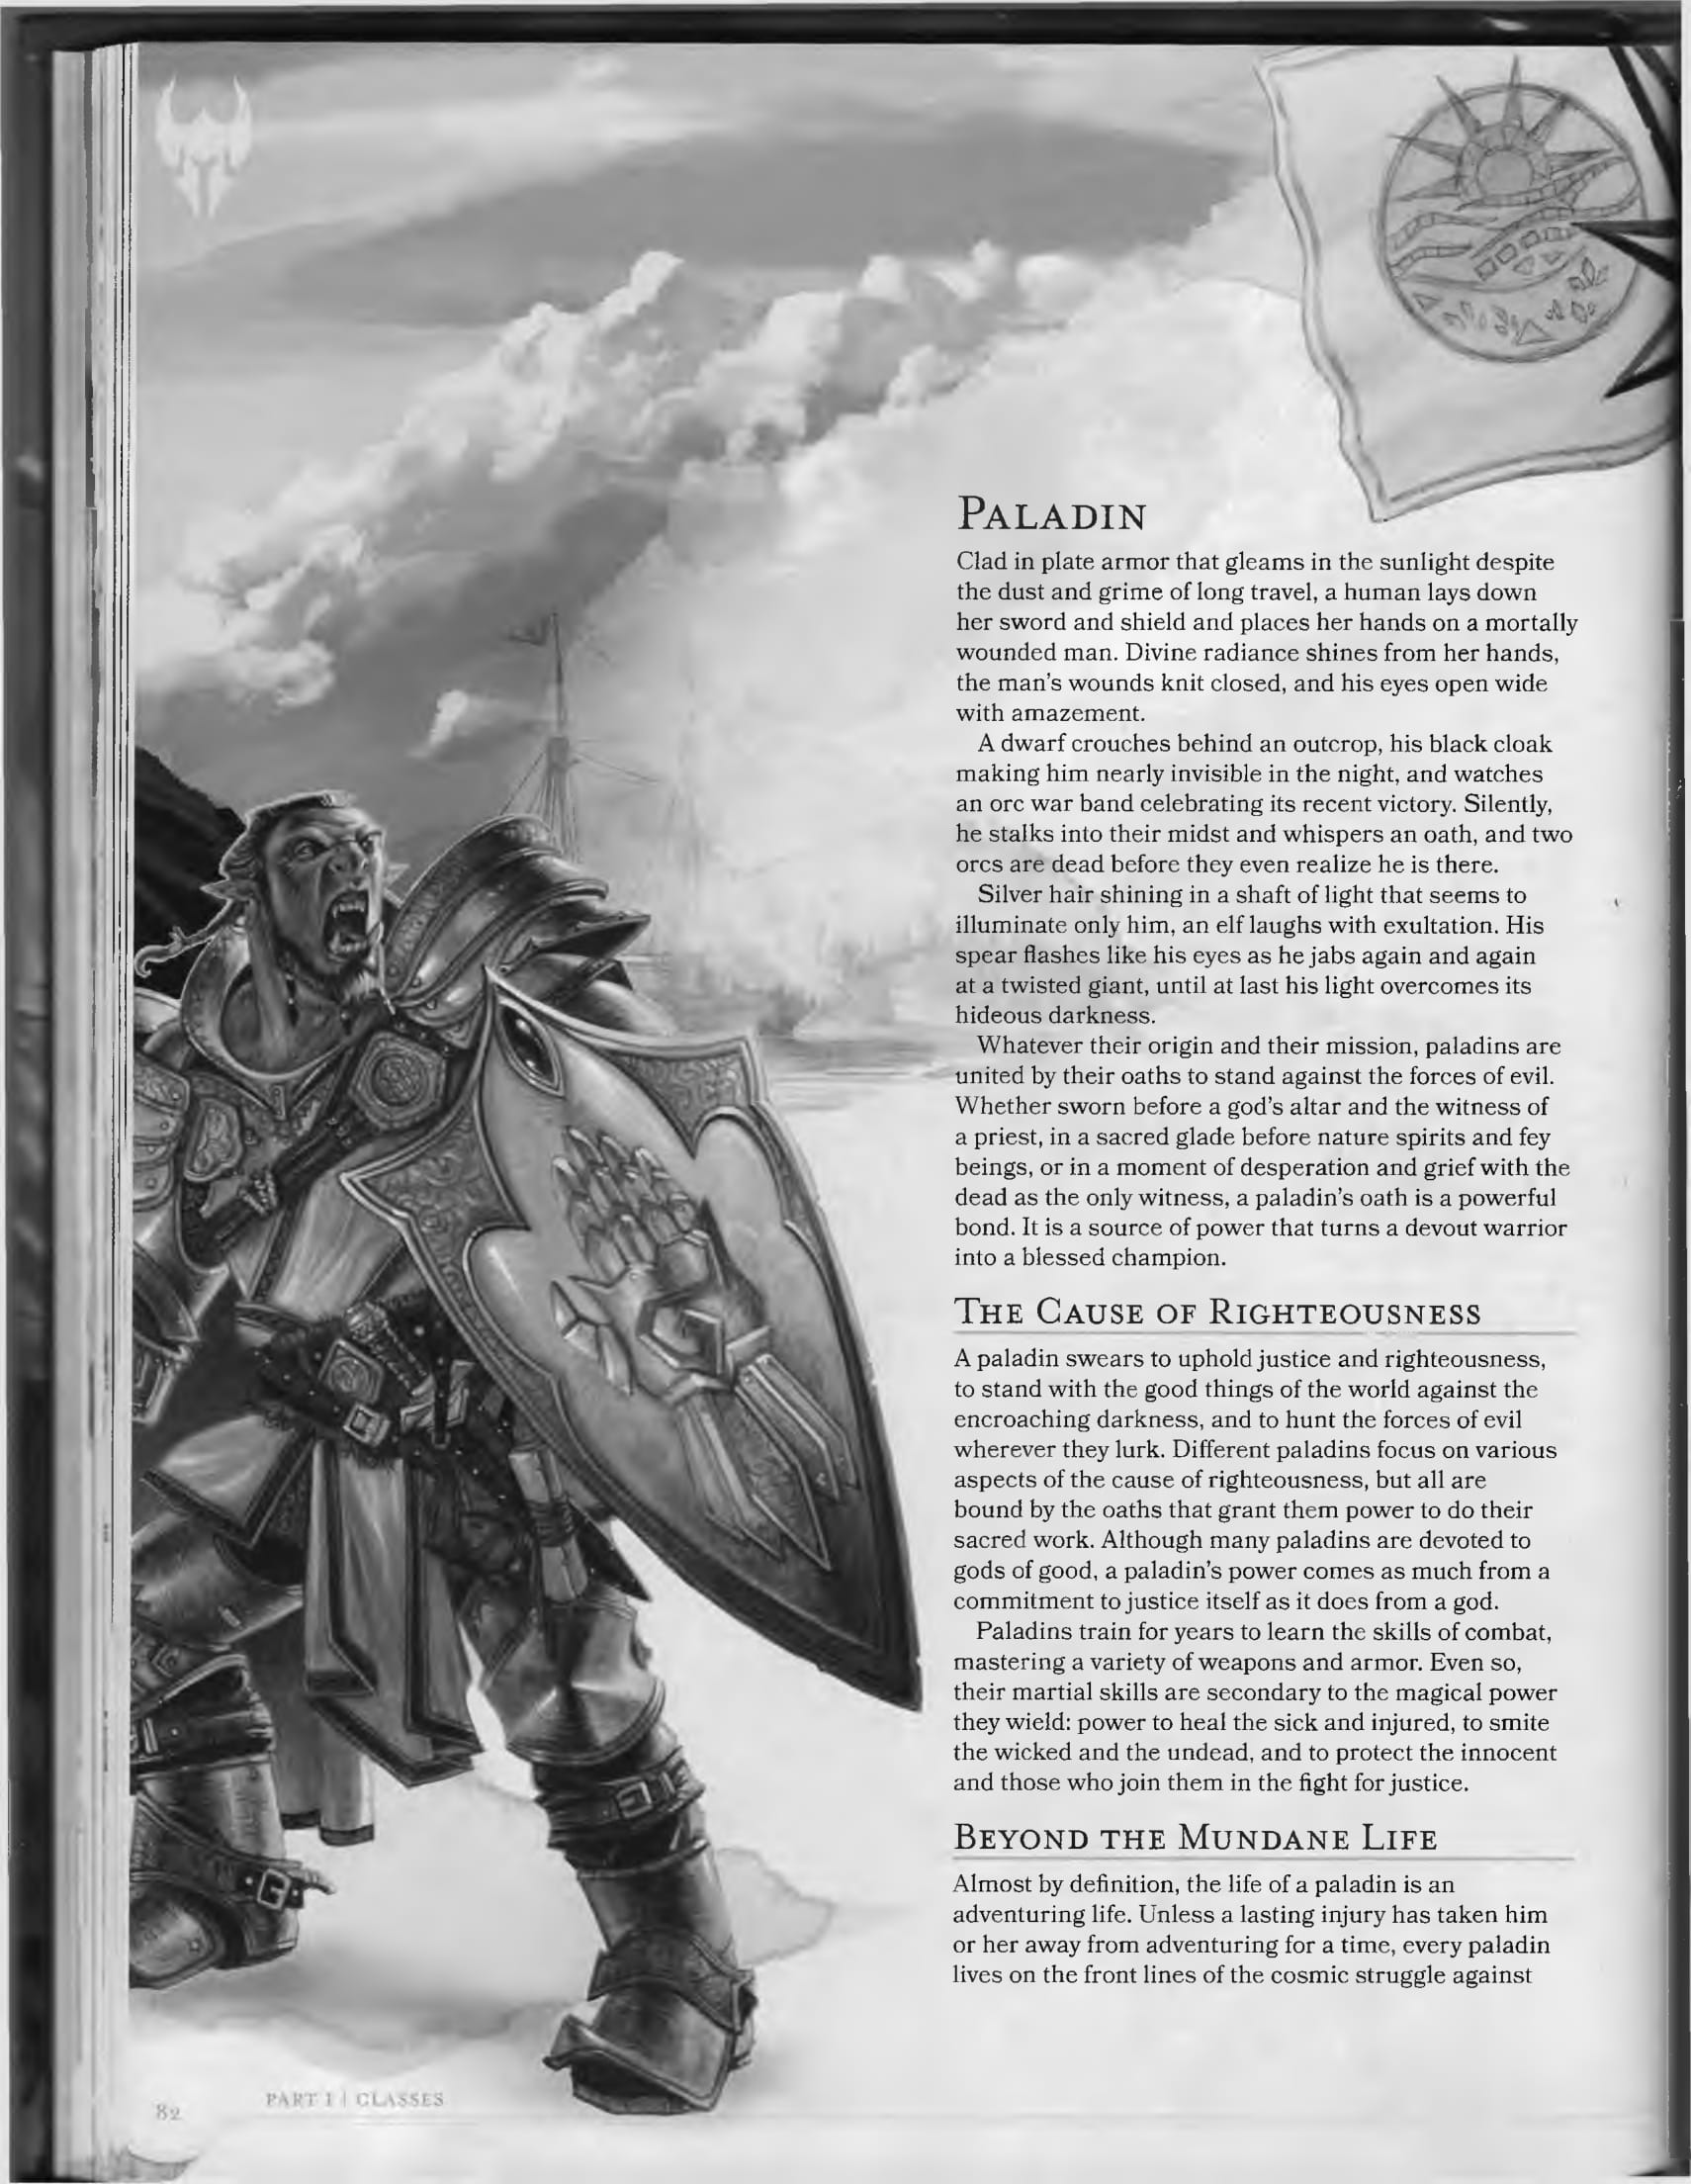 PALADIN
Clad in plate armor that gleams in the sunlight despite
the dust and grime of long travel, a human lays down
her sword and shield and places her hands on a mortally
wounded man. Divine radiance shines from her hands,
the man's wounds knit closed, and his eyes open wide
with amazement.
A dwarf crouches behind an outcrop, his black cloak
making him nearly invisible in the night, and watches
an orc war band celebrating its recent victory. Silently,
he stalks into their midst and whispers an oath, and two
orcs are dead before they even realize he is there.
Silver hair shining in a shaft of light that seems to
illuminate only him, an elf laughs with exultation. His
spear flashes like his eyes as he jabs again and again
at a twisted giant, until at last his light overcomes its
hideous darkness.
Whatever their origin and their mission, paladins are
united by their oaths to stand against the forces of evil.
Whether sworn before a god's altar and the witness of
a priest, in a sacred glade before nature spirits and fey
beings, or in a moment of desperation and grief with the
dead as the only witness, a paladin's oath is a powerful
bond. It is a source of power that turns a devout warrior
into a blessed champion.
THE CAUSE OF RIGHTEOUSNESS
A paladin swears to uphold justice and righteousness,
to stand with the good things of the world against the
encroaching darkness, and to hunt the forces of evil
wherever they lurk. Different paladins focus on various
aspects of the cause of righteousness, but all are
bound by the oaths that grant them power to do their
sacred work. Although many paladins are devoted to
gods of good, a paladin's power comes as much from a
commitment to justice itself as it does from a god.
Paladins train for years to learn the skills of combat,
mastering a variety of weapons and armor. Even so,
their martial skills are secondary to the magical power
they wield: power to heal the sick and injured, to smite
the wicked and the undead, and to protect the innocent
and those who join them in the fight for justice.
BEYOND THE MUNDANE LIFE
Almost by definition, the life of a paladin is an
adventuring life. Unless a lasting injury has taken him
or her away from adventuring for a time, every paladin
lives on the front lines of the cosmic struggle against
82
PART I | CLASSES